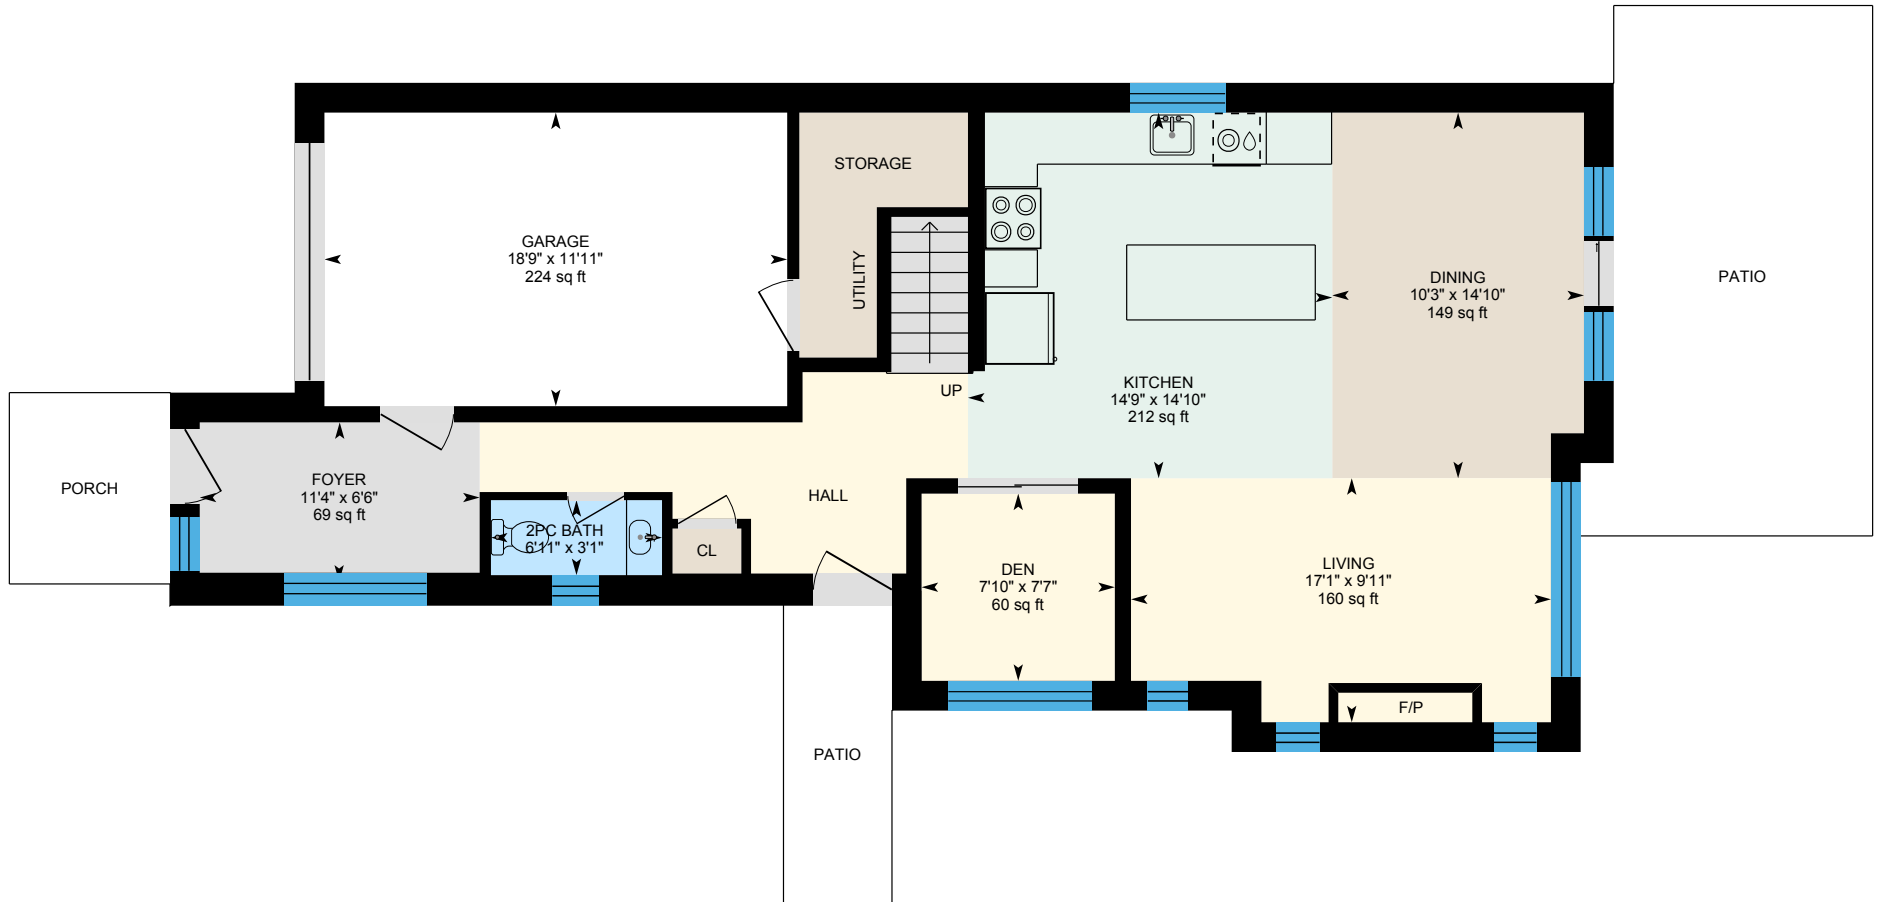 STORAGE
GARAGE
18'9" x 11'11"
224 sq ft
UTILITY
DINING
10'3" x 14'10"
149 sq ft
PATIO
UP
KITCHEN
14'9" x 14'10"
212 sq ft
PORCH
FOYER
11'4" x 6'6"
69 sq ft
HALL
2PC BATH
6'11" x 3'1"
CL
DEN
7'10" x 7'7"
60 sq ft
LIVING
17'1" x 9'11"
160 sq ft
F/P
PATIO